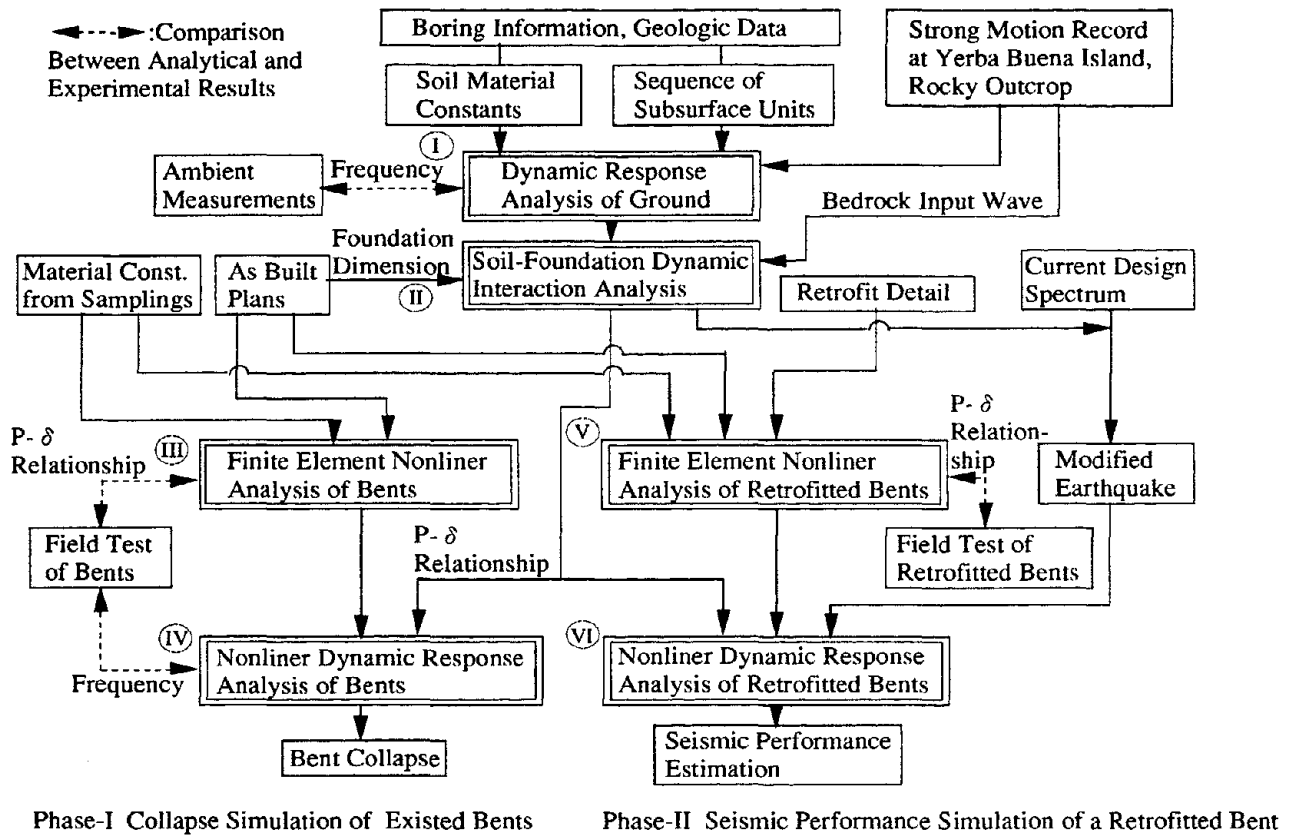 :Comparison
Between Analytical and
Experimental Results
Boring Information, Geologic Data
Strong Motion Record
at Yerba Buena Island,
Rocky Outcrop
Soil Material
Constants
Sequence of
Subsurface Units
I
Ambient
Measurements
Frequency
Dynamic Response
Analysis of Ground
Bedrock Input Wave
Foundation
Dimension
II
Material Const.
from Samplings
As Built
Plans
Soil-Foundation Dynamic
Interaction Analysis
Retrofit Detail
Current Design
Spectrum
P- δ
Relationship
III
Finite Element Nonliner
Analysis of Bents
V
Finite Element Nonliner
Analysis of Retrofitted Bents
P- δ
Relation-
ship
Modified
Earthquake
Field Test
of Bents
P- δ
Relationship
Field Test of
Retrofitted Bents
IV
Frequency
Nonliner Dynamic Response
Analysis of Bents
VI
Nonliner Dynamic Response
Analysis of Retrofitted Bents
Bent Collapse
Seismic Performance
Estimation
Phase-I Collapse Simulation of Existed Bents
Phase-II Seismic Performance Simulation of a Retrofitted Bent